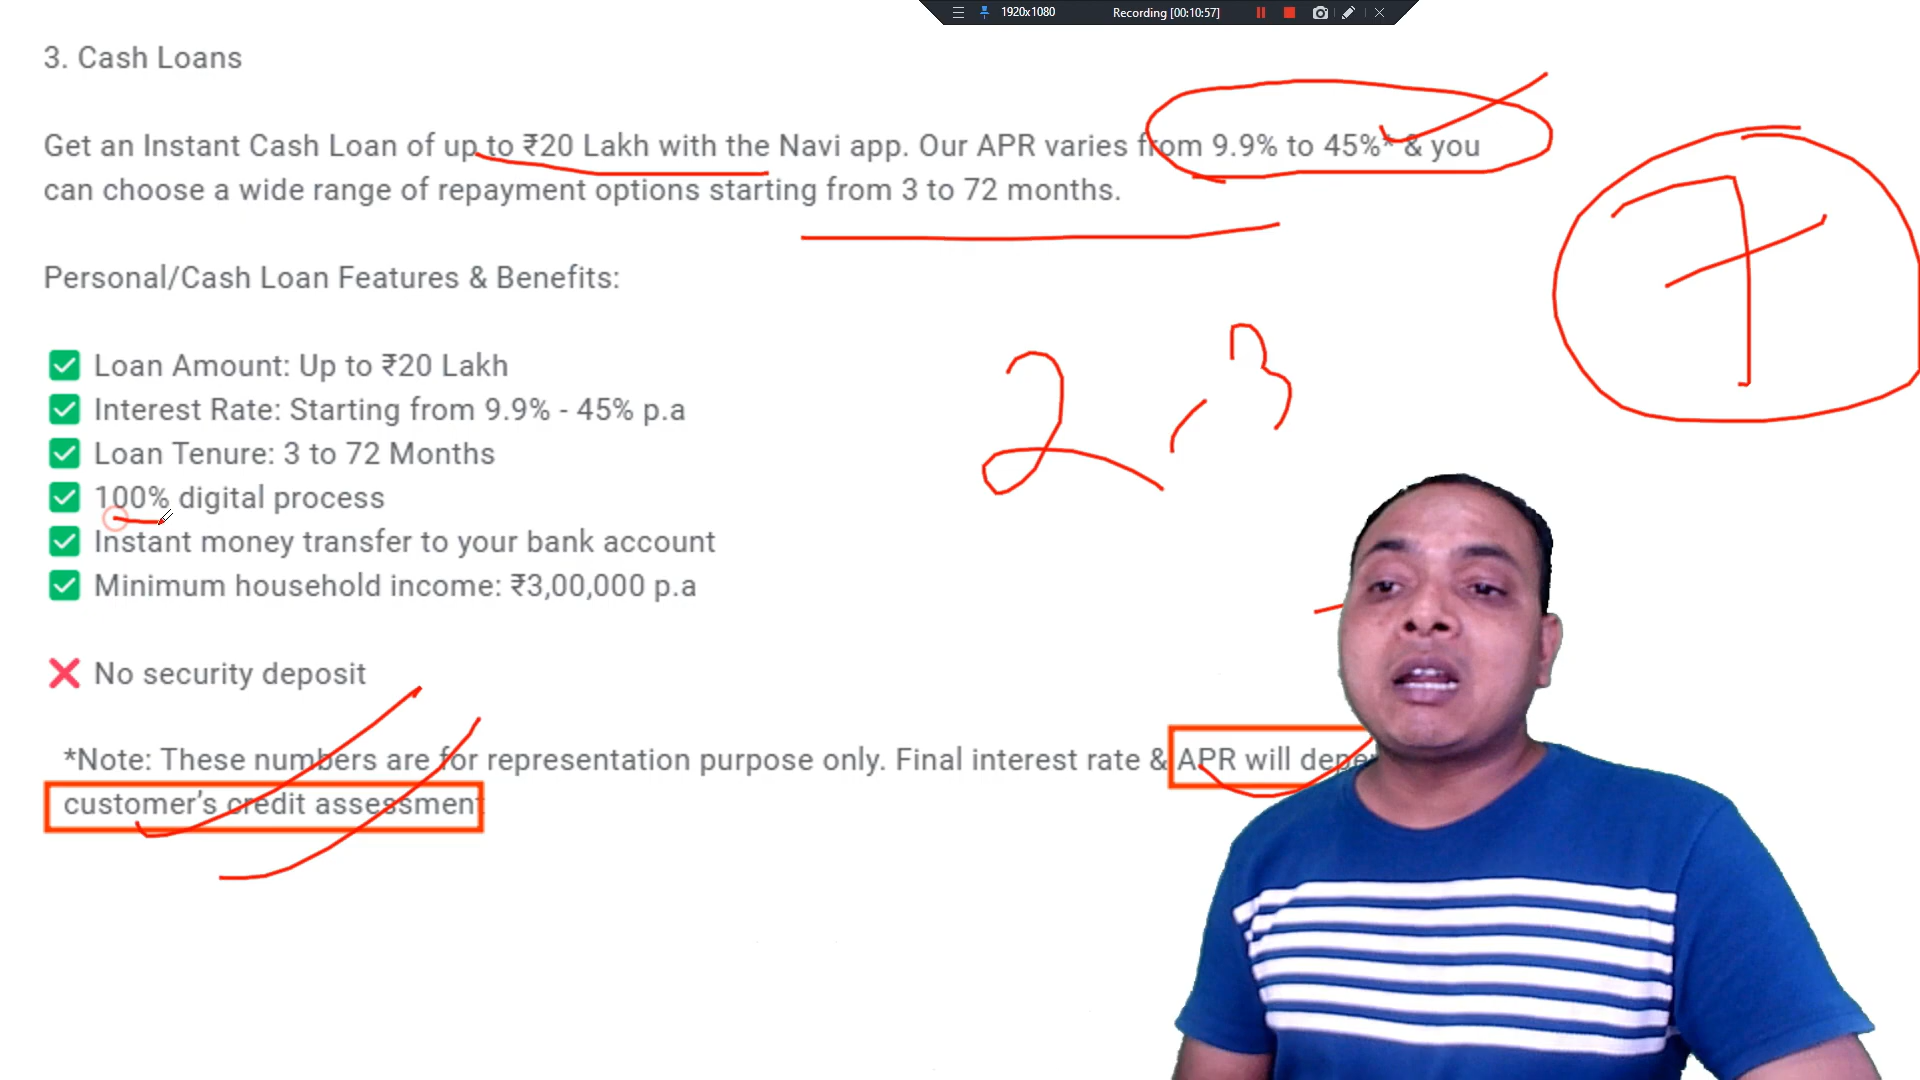 1920x1080
Recording [00:10:57]
3. Cash Loans
Get an Instant Cash Loan of up to ₹20 Lakh with the Navi app. Our APR varies from 9.9% to 45%* & you
can choose a wide range of repayment options starting from 3 to 72 months.
7
Personal/Cash Loan Features & Benefits:
2,3
✅ Loan Amount: Up to ₹20 Lakh
✅ Interest Rate: Starting from 9.9% - 45% p.a
✅ Loan Tenure: 3 to 72 Months
✅ 100% digital process
✅ Instant money transfer to your bank account
✅ Minimum household income: ₹3,00,000 p.a
❌ No security deposit
*Note: These numbers are for representation purpose only. Final interest rate & APR will
customer's credit assessment